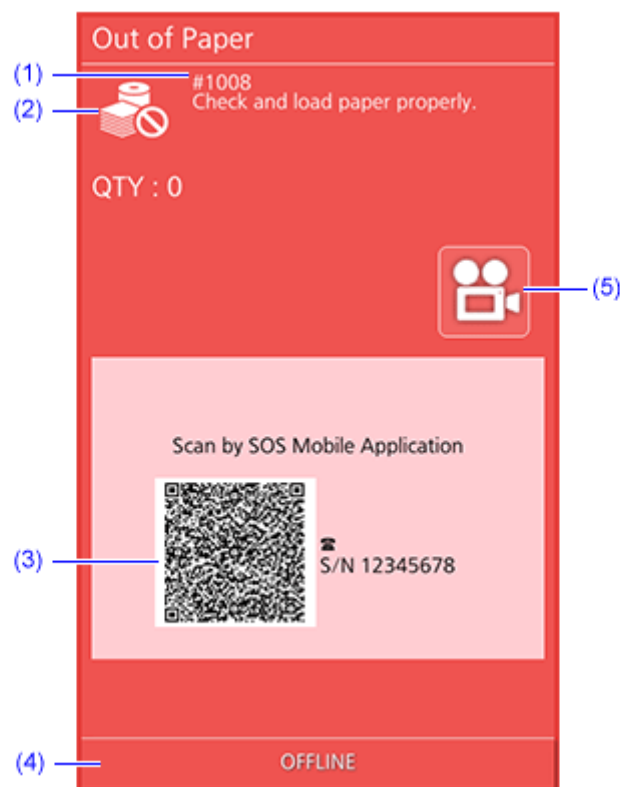 Out of Paper
(1)
#1008
(2)
Check and load paper properly.
QTY : 0
(5)
Scan by SOS Mobile Application
(3)
☎
S/N 12345678
(4)
OFFLINE